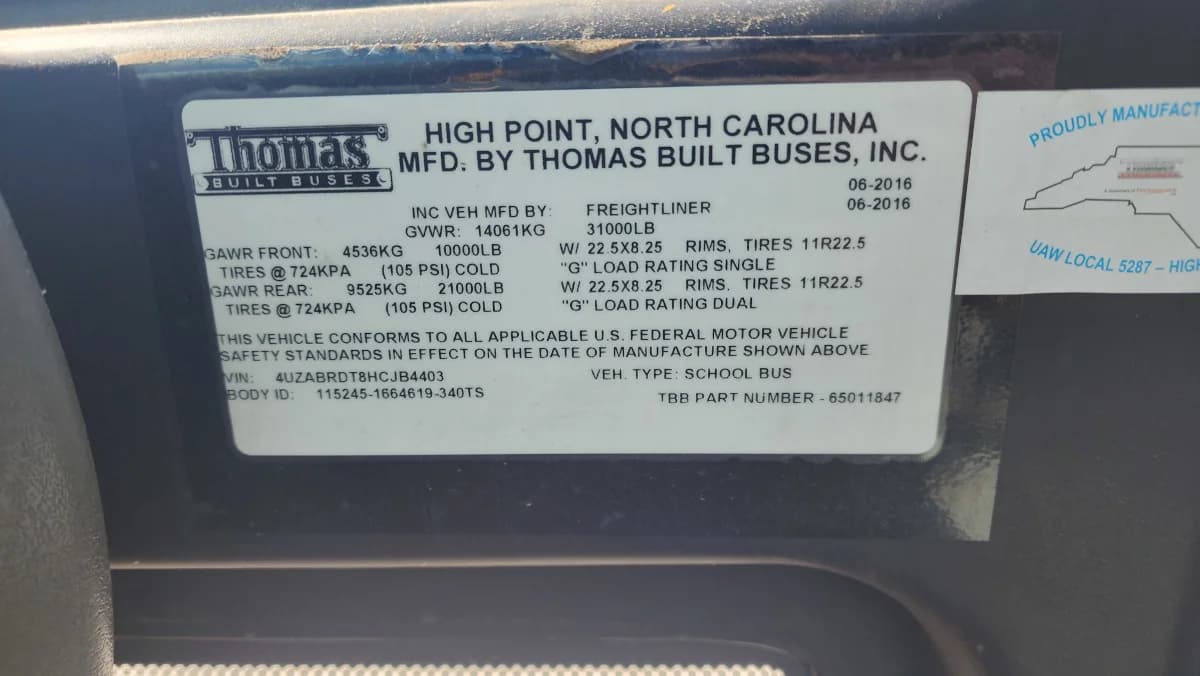 Thomas
BUILT BUSES
HIGH POINT, NORTH CAROLINA
MFD. BY THOMAS BUILT BUSES, INC.
06-2016
INC VEH MFD BY: FREIGHTLINER 06-2016
GVWR: 14061KG 31000LB
GAWR FRONT: 4536KG 10000LB W/ 22.5X8.25 RIMS, TIRES 11R22.5
TIRES @ 724KPA (105 PSI) COLD "G" LOAD RATING SINGLE
GAWR REAR: 9525KG 21000LB W/ 22.5X8.25 RIMS, TIRES 11R22.5
TIRES @ 724KPA (105 PSI) COLD "G" LOAD RATING DUAL
THIS VEHICLE CONFORMS TO ALL APPLICABLE U.S. FEDERAL MOTOR VEHICLE
SAFETY STANDARDS IN EFFECT ON THE DATE OF MANUFACTURE SHOWN ABOVE
VIN: 4UZABRDT8HCJB4403 VEH. TYPE: SCHOOL BUS
BODY ID: 115245-1664619-340TS TBB PART NUMBER - 65011847
PROUDLY MANUFACT
UAW LOCAL 5287 – HIGH